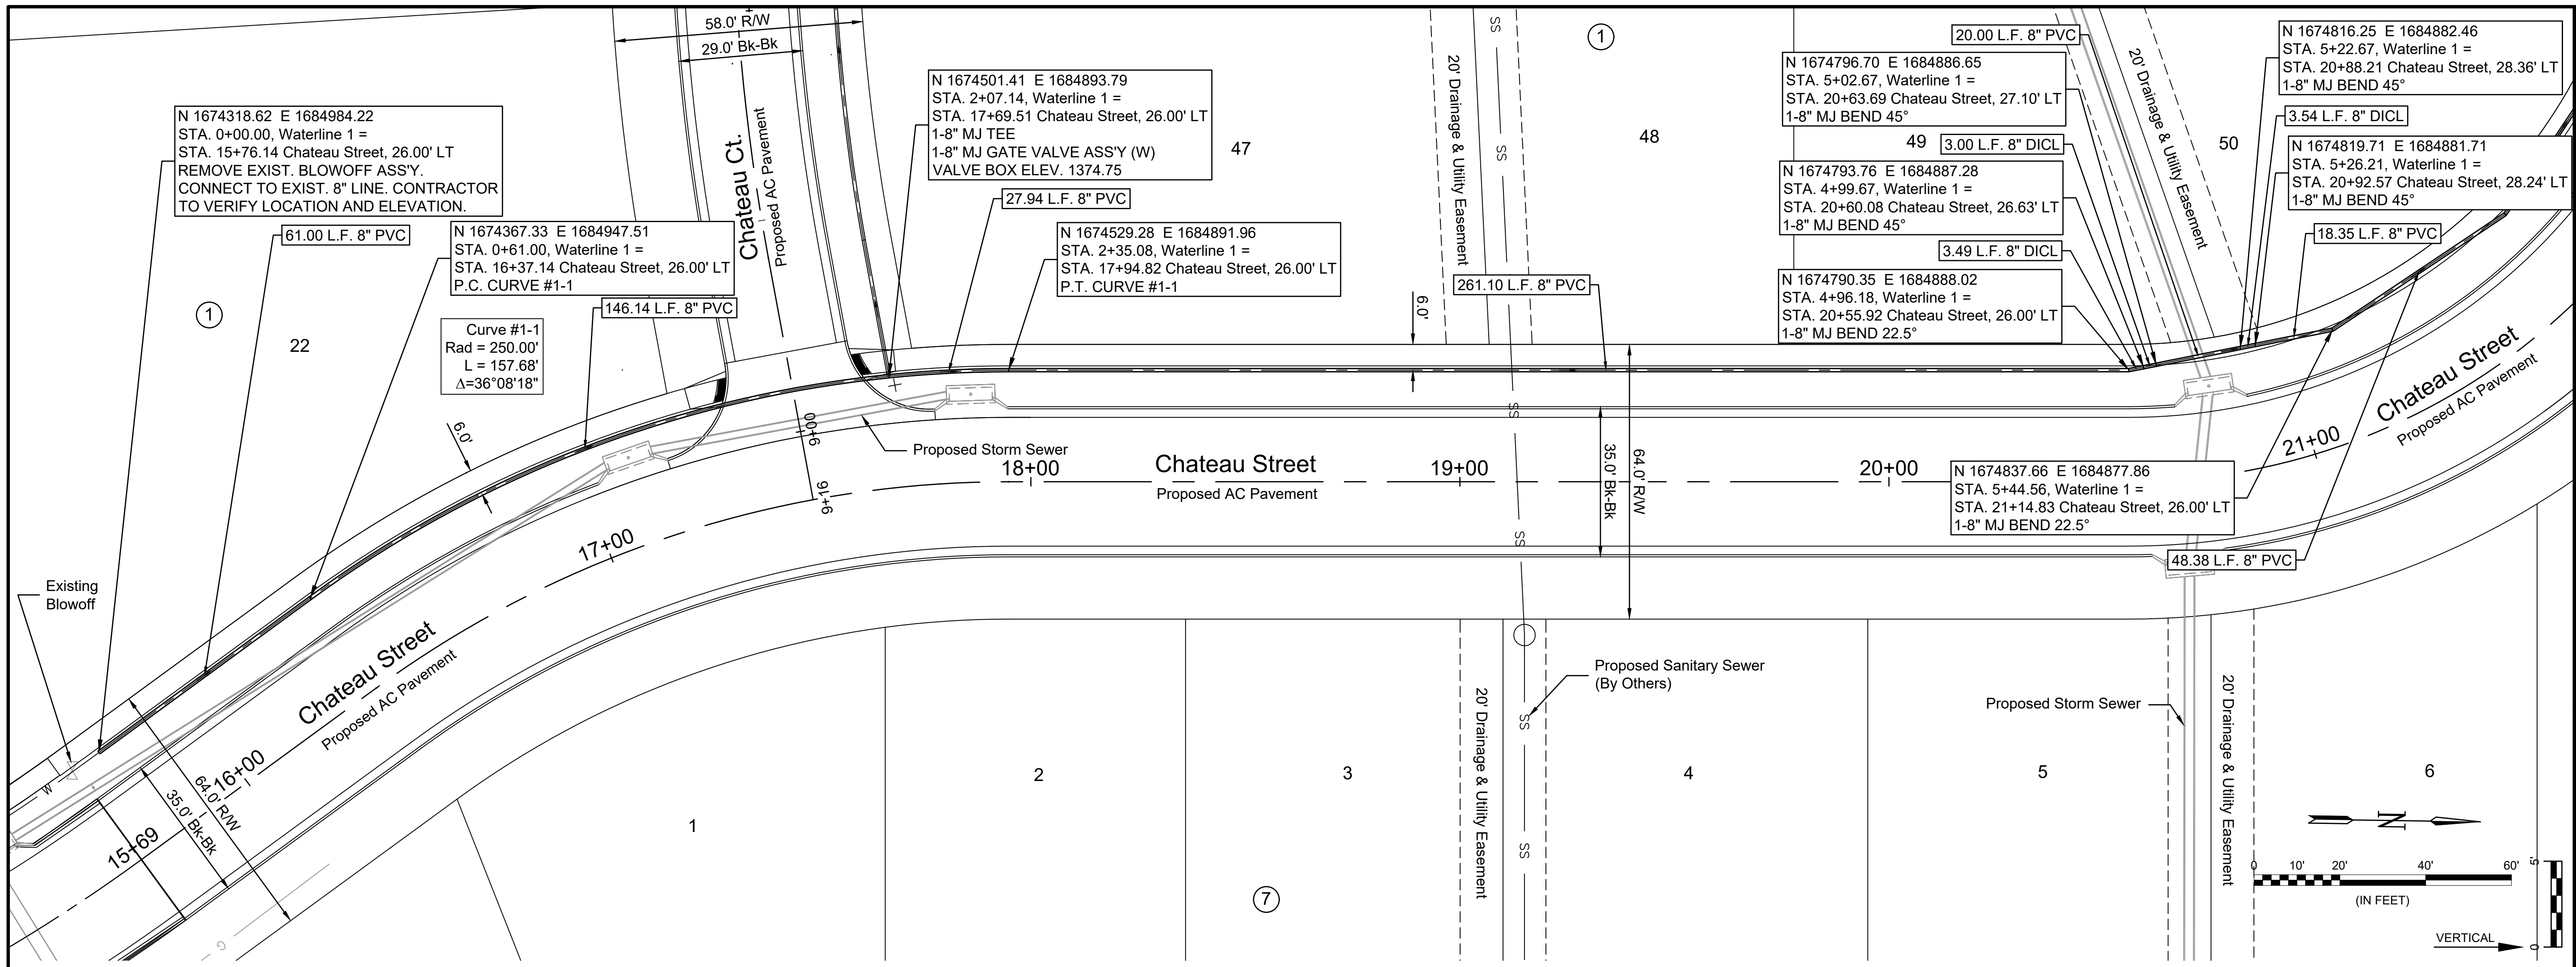 58.0' R/W
29.0' Bk-Bk
Chateau Ct.
Proposed AC Pavement
N 1674318.62 E 1684984.22
STA. 0+00.00, Waterline 1 =
STA. 15+76.14 Chateau Street, 26.00' LT
REMOVE EXIST. BLOWOFF ASS'Y.
CONNECT TO EXIST. 8" LINE. CONTRACTOR
TO VERIFY LOCATION AND ELEVATION.
61.00 L.F. 8" PVC
N 1674367.33 E 1684947.51
STA. 0+61.00, Waterline 1 =
STA. 16+37.14 Chateau Street, 26.00' LT
P.C. CURVE #1-1
146.14 L.F. 8" PVC
Curve #1-1
Rad = 250.00'
L = 157.68'
Δ=36°08'18"
1
22
6.0'
N 1674501.41 E 1684893.79
STA. 2+07.14, Waterline 1 =
STA. 17+69.51 Chateau Street, 26.00' LT
1-8" MJ TEE
1-8" MJ GATE VALVE ASS'Y (W)
VALVE BOX ELEV. 1374.75
47
27.94 L.F. 8" PVC
N 1674529.28 E 1684891.96
STA. 2+35.08, Waterline 1 =
STA. 17+94.82 Chateau Street, 26.00' LT
P.T. CURVE #1-1
6.0'
20' Drainage & Utility Easement
SS
SS
1
48
261.10 L.F. 8" PVC
20.00 L.F. 8" PVC
N 1674796.70 E 1684886.65
STA. 5+02.67, Waterline 1 =
STA. 20+63.69 Chateau Street, 27.10' LT
1-8" MJ BEND 45°
49
3.00 L.F. 8" DICL
N 1674793.76 E 1684887.28
STA. 4+99.67, Waterline 1 =
STA. 20+60.08 Chateau Street, 26.63' LT
1-8" MJ BEND 45°
3.49 L.F. 8" DICL
N 1674790.35 E 1684888.02
STA. 4+96.18, Waterline 1 =
STA. 20+55.92 Chateau Street, 26.00' LT
1-8" MJ BEND 22.5°
20' Drainage & Utility Easement
50
N 1674816.25 E 1684882.46
STA. 5+22.67, Waterline 1 =
STA. 20+88.21 Chateau Street, 28.36' LT
1-8" MJ BEND 45°
3.54 L.F. 8" DICL
N 1674819.71 E 1684881.71
STA. 5+26.21, Waterline 1 =
STA. 20+92.57 Chateau Street, 28.24' LT
1-8" MJ BEND 45°
18.35 L.F. 8" PVC
Chateau Street
Proposed AC Pavement
21+00
N 1674837.66 E 1684877.86
STA. 5+44.56, Waterline 1 =
STA. 21+14.83 Chateau Street, 26.00' LT
1-8" MJ BEND 22.5°
48.38 L.F. 8" PVC
9+00
9+16
Proposed Storm Sewer
17+00
18+00
Chateau Street
Proposed AC Pavement
19+00
20+00
SS
SS
35.0' Bk-Bk
64.0' R/W
Existing
Blowoff
W
Chateau Street
Proposed AC Pavement
16+00
64.0' R/W
35.0' Bk-Bk
15+69
G
1
2
3
7
20' Drainage & Utility Easement
SS
SS
Proposed Sanitary Sewer
(By Others)
4
5
Proposed Storm Sewer
20' Drainage & Utility Easement
6
N
0 10' 20' 40' 60'
(IN FEET)
5'
0
VERTICAL